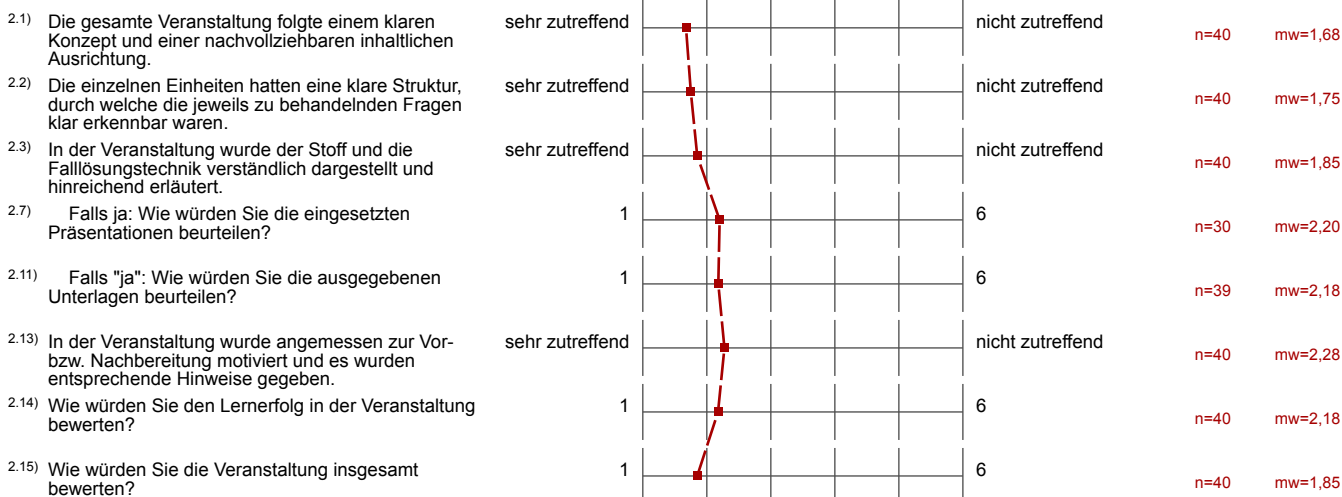 2.1) Die gesamte Veranstaltung folgte einem klaren
Konzept und einer nachvollziehbaren inhaltlichen
Ausrichtung.
sehr zutreffend
nicht zutreffend
n=40 mw=1,68
2.2) Die einzelnen Einheiten hatten eine klare Struktur,
durch welche die jeweils zu behandelnden Fragen
klar erkennbar waren.
sehr zutreffend
nicht zutreffend
n=40 mw=1,75
2.3) In der Veranstaltung wurde der Stoff und die
Falllösungstechnik verständlich dargestellt und
hinreichend erläutert.
sehr zutreffend
nicht zutreffend
n=40 mw=1,85
2.7) Falls ja: Wie würden Sie die eingesetzten
Präsentationen beurteilen?
1
6
n=30 mw=2,20
2.11) Falls "ja": Wie würden Sie die ausgegebenen
Unterlagen beurteilen?
1
6
n=39 mw=2,18
2.13) In der Veranstaltung wurde angemessen zur Vor-
bzw. Nachbereitung motiviert und es wurden
entsprechende Hinweise gegeben.
sehr zutreffend
nicht zutreffend
n=40 mw=2,28
2.14) Wie würden Sie den Lernerfolg in der Veranstaltung
bewerten?
1
6
n=40 mw=2,18
2.15) Wie würden Sie die Veranstaltung insgesamt
bewerten?
1
6
n=40 mw=1,85